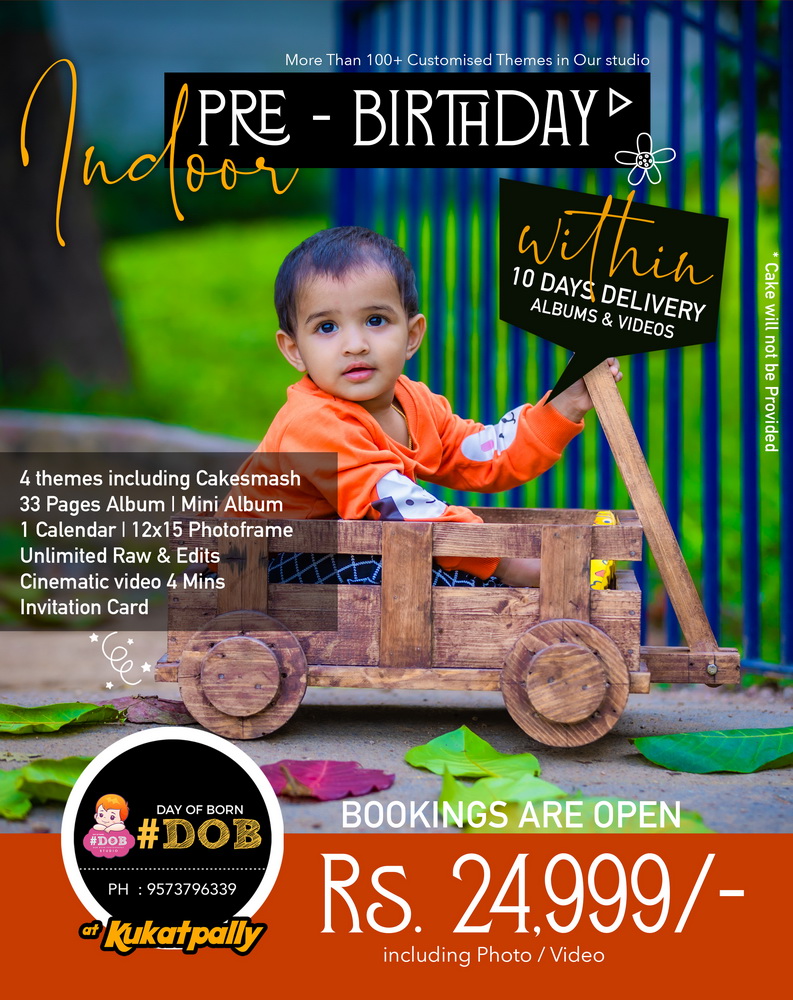 More Than 100+ Customised Themes in Our studio
Indoor
PRE - BIRTHDAY
within
10 DAYS DELIVERY
ALBUMS & VIDEOS
* Cake will not be Provided
4 themes including Cakesmash
33 Pages Album | Mini Album
1 Calendar | 12x15 Photoframe
Unlimited Raw & Edits
Cinematic video 4 Mins
Invitation Card
DAY OF BORN
#DOB
#DOB
STUDIO
PH : 9573796339
at Kukatpally
BOOKINGS ARE OPEN
Rs. 24,999/-
including Photo / Video